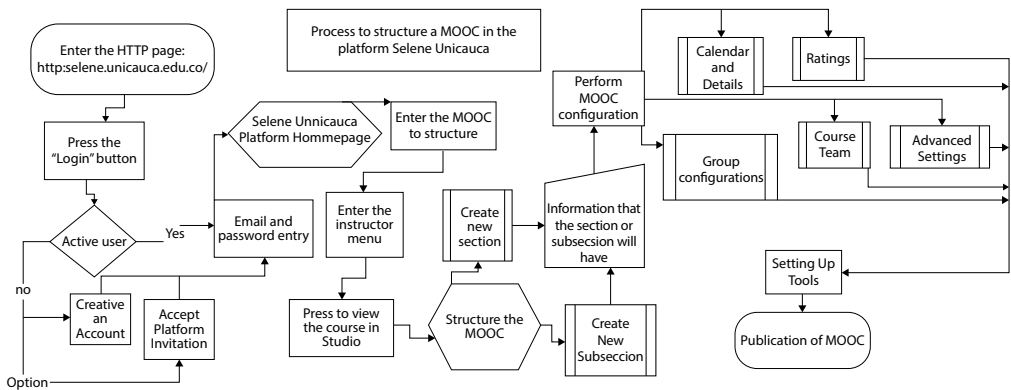 Process to structure a MOOC in the
platform Selene Unicauca
Enter the HTTP page:
http:selene.unicauca.edu.co/
Press the
“Login” button
Active user
Yes
no
Option
Creative
an
Account
Accept
Platform
Invitation
Email and
password entry
Selene Unnicauca
Platform Hommepage
Enter the MOOC
to structure
Enter the
instructor
menu
Press to view
the course in
Studio
Structure the
MOOC
Create
new
section
Create
New
Subseccion
Information that
the section or
subsecsion will
have
Perform
MOOC
configuration
Calendar
and
Details
Ratings
Course
Team
Advanced
Settings
Group
configurations
Setting Up
Tools
Publication of MOOC